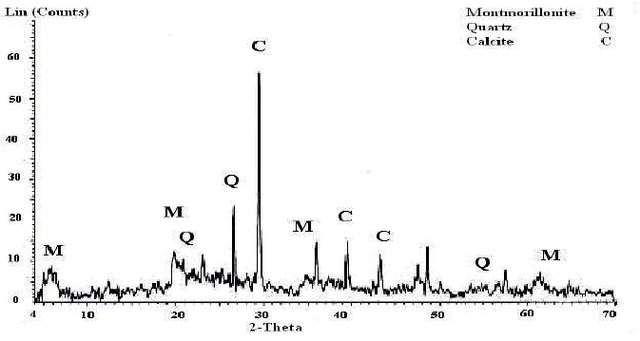 Lin (Counts)
Montmorillonite M
Quartz Q
Calcite C
60
50
40
30
20
10
0
C
Q
M
Q
M
M
C
C
Q
M
4 10 20 30 40 50 60 70
2-Theta